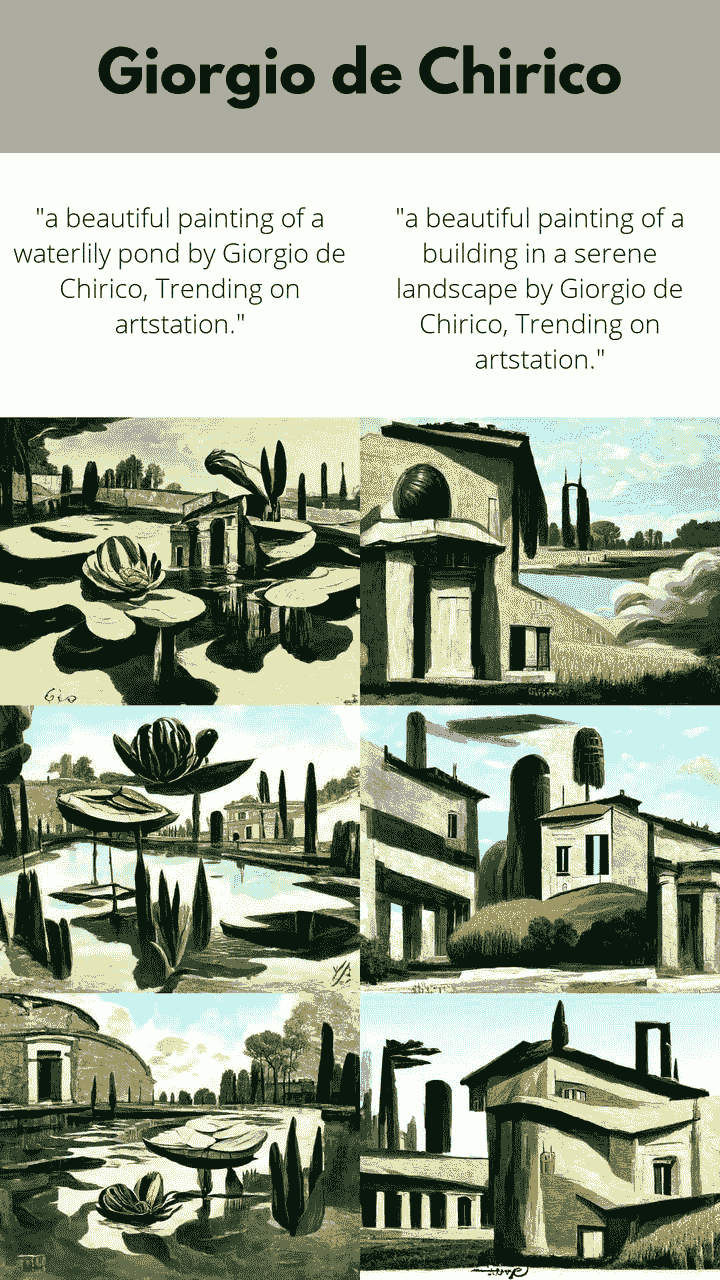 Giorgio de Chirico
"a beautiful painting of a
waterlily pond by Giorgio de
Chirico, Trending on
artstation."
"a beautiful painting of a
building in a serene
landscape by Giorgio de
Chirico, Trending on
artstation."